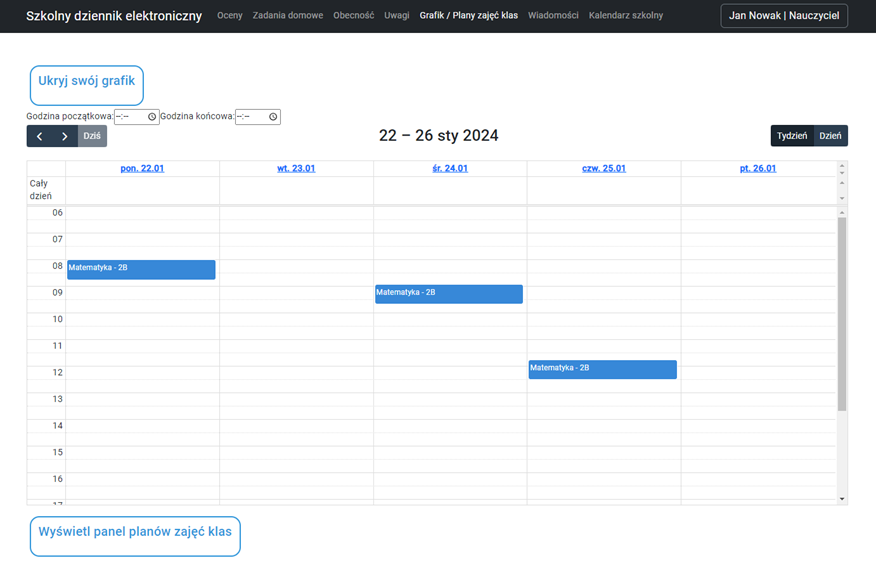 Szkolny dziennik elektroniczny Oceny Zadania domowe Obecność Uwagi Grafik / Plany zajęć klas Wiadomości Kalendarz szkolny Jan Nowak | Nauczyciel
Ukryj swój grafik
Godzina początkowa: --:-- Godzina końcowa: --:--
Dziś 22 – 26 sty 2024 Tydzień Dzień
pon. 22.01 wt. 23.01 śr. 24.01 czw. 25.01 pt. 26.01
Cały
dzień
06
07
08 Matematyka - 2B
09 Matematyka - 2B
10
11
12 Matematyka - 2B
13
14
15
16
17
Wyświetl panel planów zajęć klas